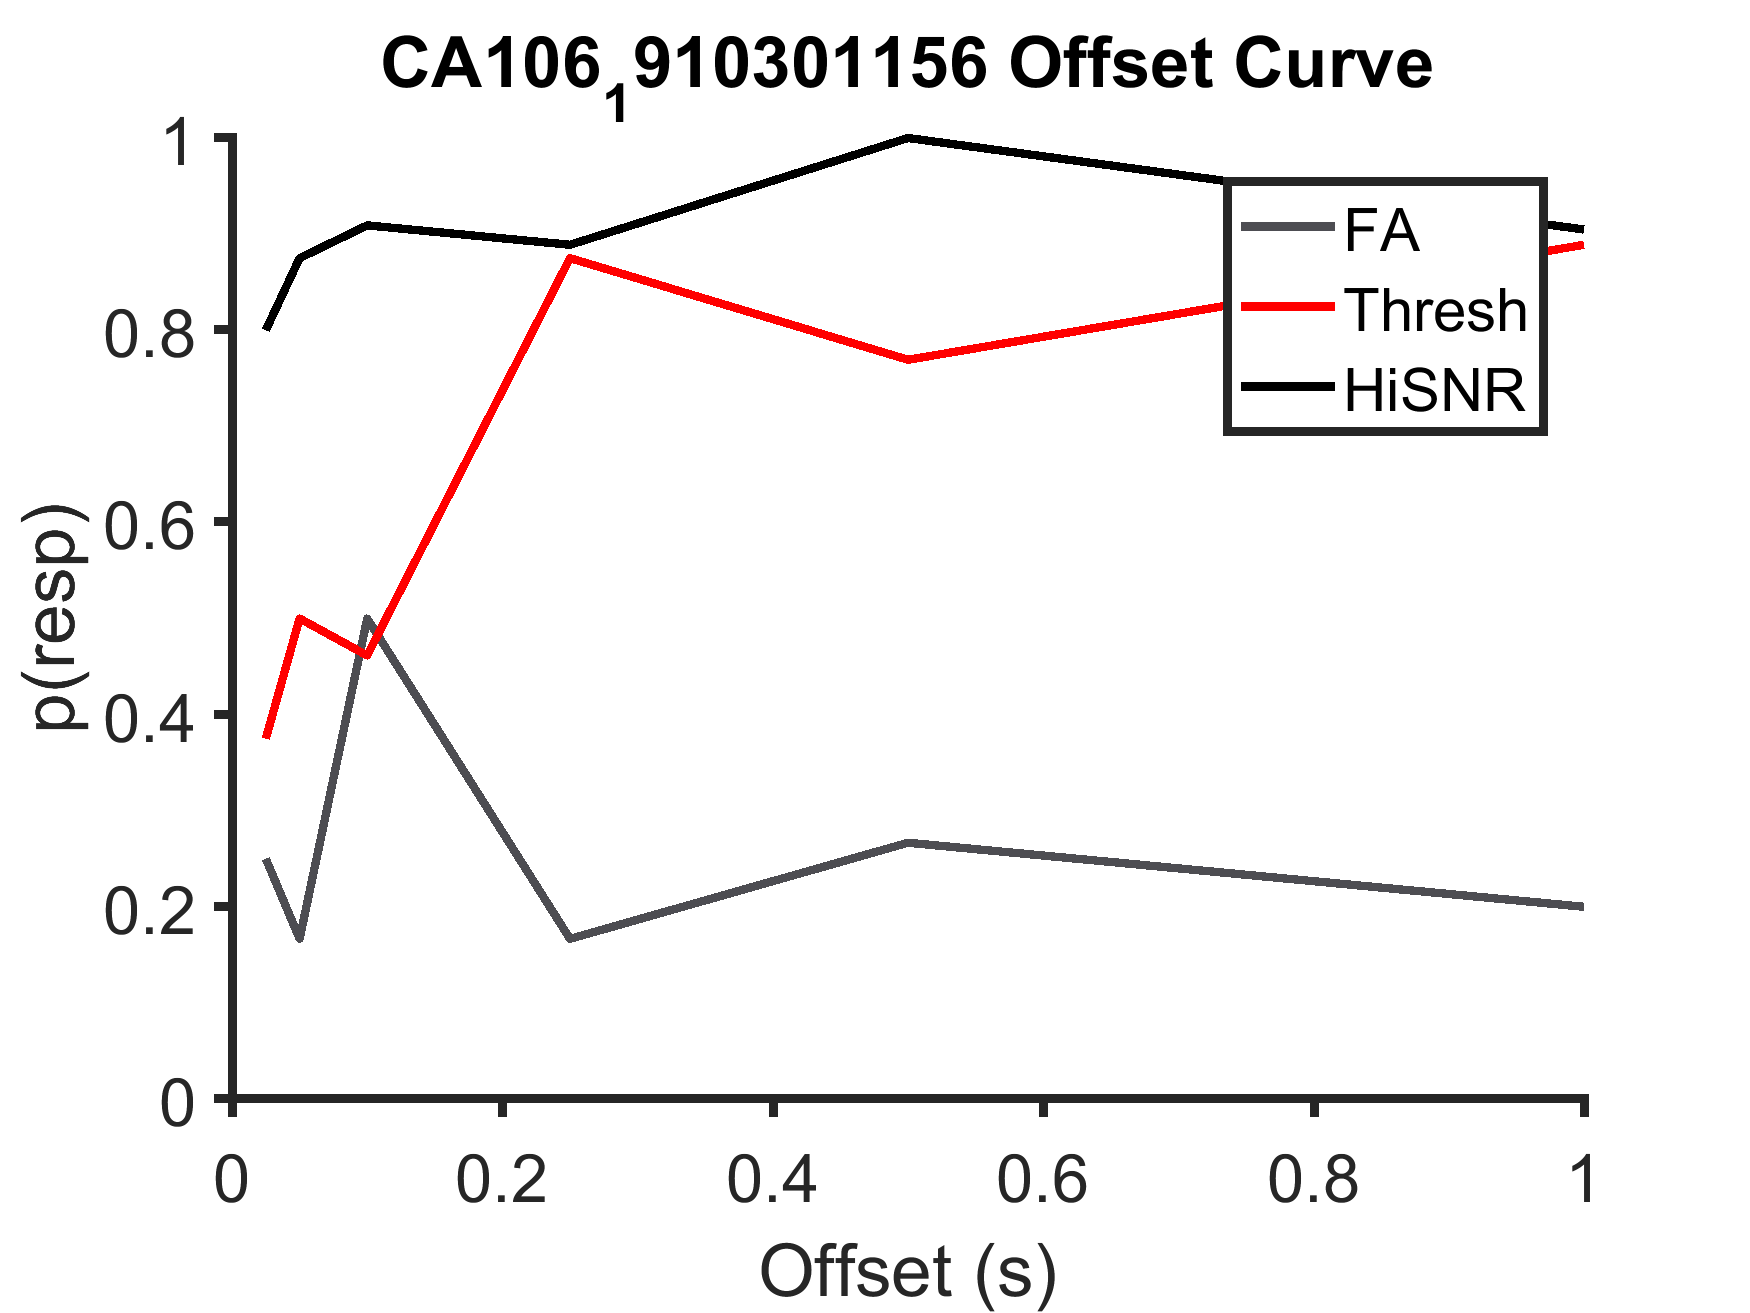 CA106₁910301156 Offset Curve
1
0.8
0.6
0.4
0.2
0
p(resp)
FA
Thresh
HiSNR
0 0.2 0.4 0.6 0.8 1
Offset (s)